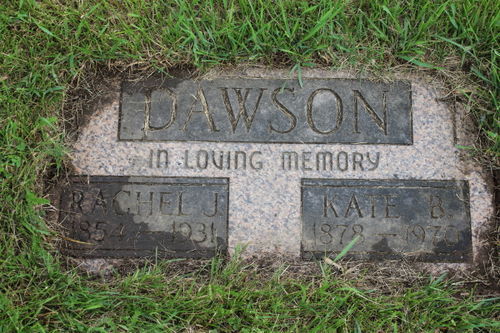 DAWSON
IN LOVING MEMORY
RACHEL J.
1854 – 1931
KATE B.
1878 –